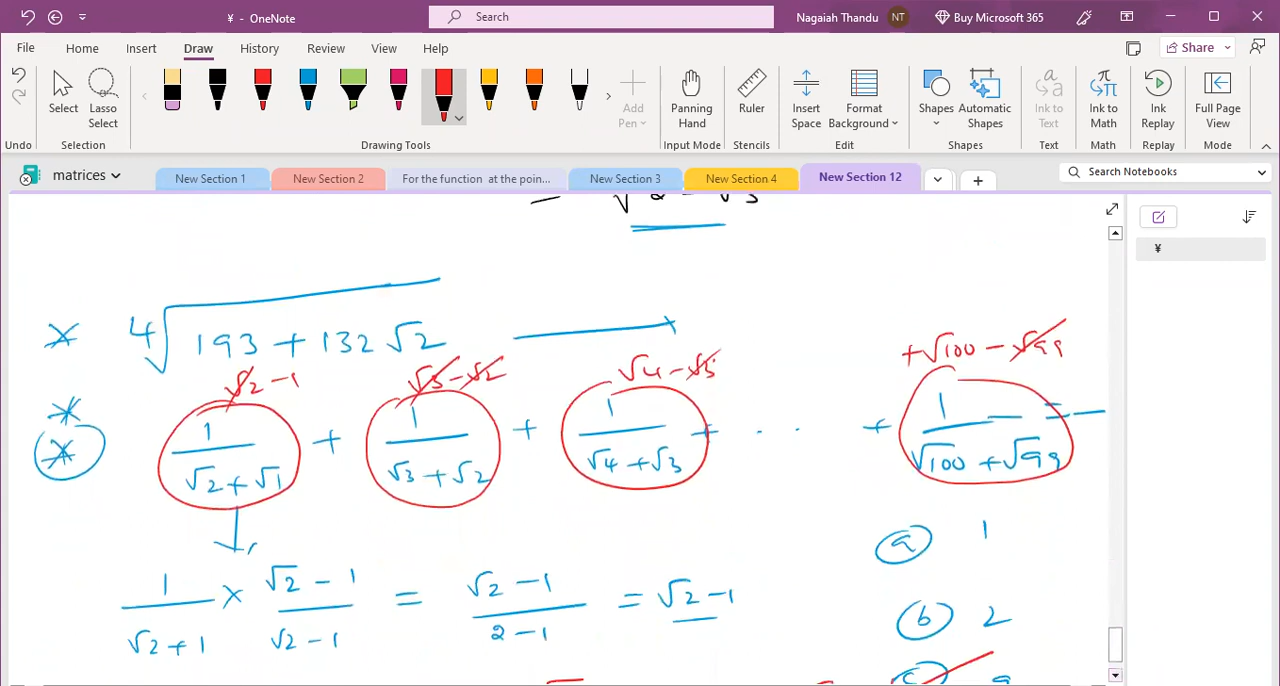 ¥ - OneNote
Search
Nagaiah Thandu NT
Buy Microsoft 365
File Home Insert Draw History Review View Help
Share
Select
Lasso Select
Add Pen
Panning Hand
Ruler
Insert Space
Format Background
Shapes
Automatic Shapes
Ink to Text
Ink to Math
Ink Replay
Full Page View
Undo Selection Drawing Tools Input Mode Stencils Edit Shapes Text Math Replay Mode
matrices New Section 1 New Section 2 For the function at the poin... New Section 3 New Section 4 New Section 12 + Search Notebooks
¥
* ∜(193 + 132√2)
√2 - 1 √3 - √2 √4 - √3 + √100 - √99
* 1/(√2 + √1) + 1/(√3 + √2) + 1/(√4 + √3) + . . . + 1/(√100 + √99) =
a 1
1/(√2 + 1) × (√2 - 1)/(√2 - 1) = (√2 - 1)/(2 - 1) = √2 - 1
b 2
c 9